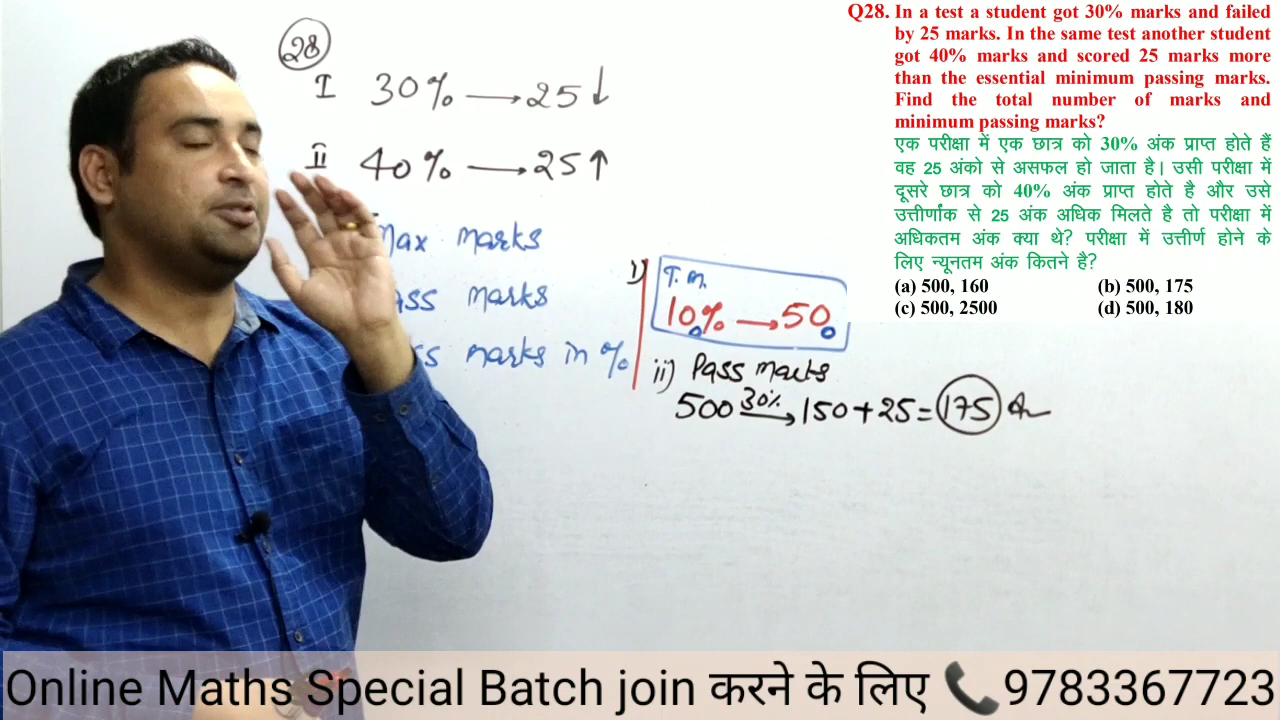 Q28. In a test a student got 30% marks and failed
by 25 marks. In the same test another student
got 40% marks and scored 25 marks more
than the essential minimum passing marks.
Find the total number of marks and
minimum passing marks?
एक परीक्षा में एक छात्र को 30% अंक प्राप्त होते हैं
वह 25 अंको से असफल हो जाता है। उसी परीक्षा में
दूसरे छात्र को 40% अंक प्राप्त होते है और उसे
उत्तीर्णांक से 25 अंक अधिक मिलते है तो परीक्षा में
अधिकतम अंक क्या थे? परीक्षा में उत्तीर्ण होने के
लिए न्यूनतम अंक कितने है?
(a) 500, 160 (b) 500, 175
(c) 500, 2500 (d) 500, 180
28
I 30% → 25 ↓
II 40% → 25 ↑
Max marks
ass marks
ss marks in %
i) T.M.
10% → 50
ii) Pass marks
500 30% → 150 + 25 = 175
Online Maths Special Batch join करने के लिए 📞9783367723